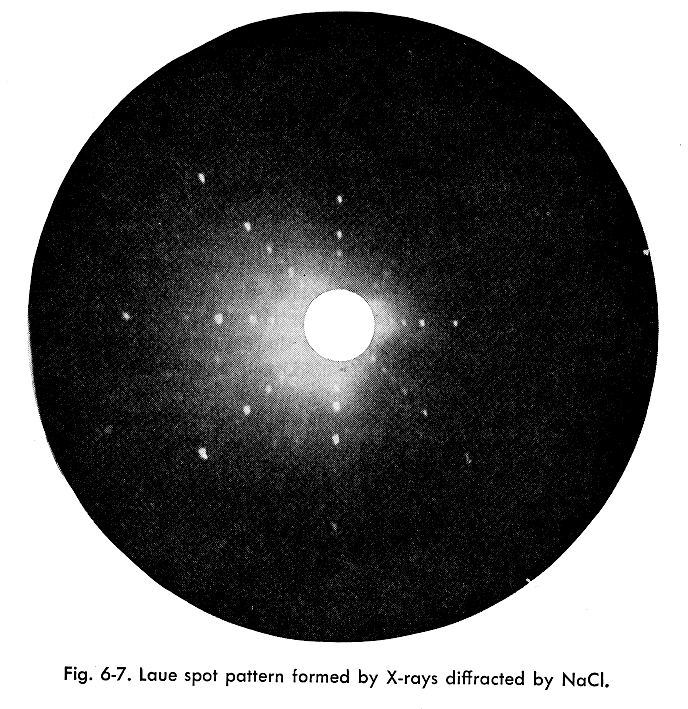 Fig. 6-7. Laue spot pattern formed by X-rays diffracted by NaCl.